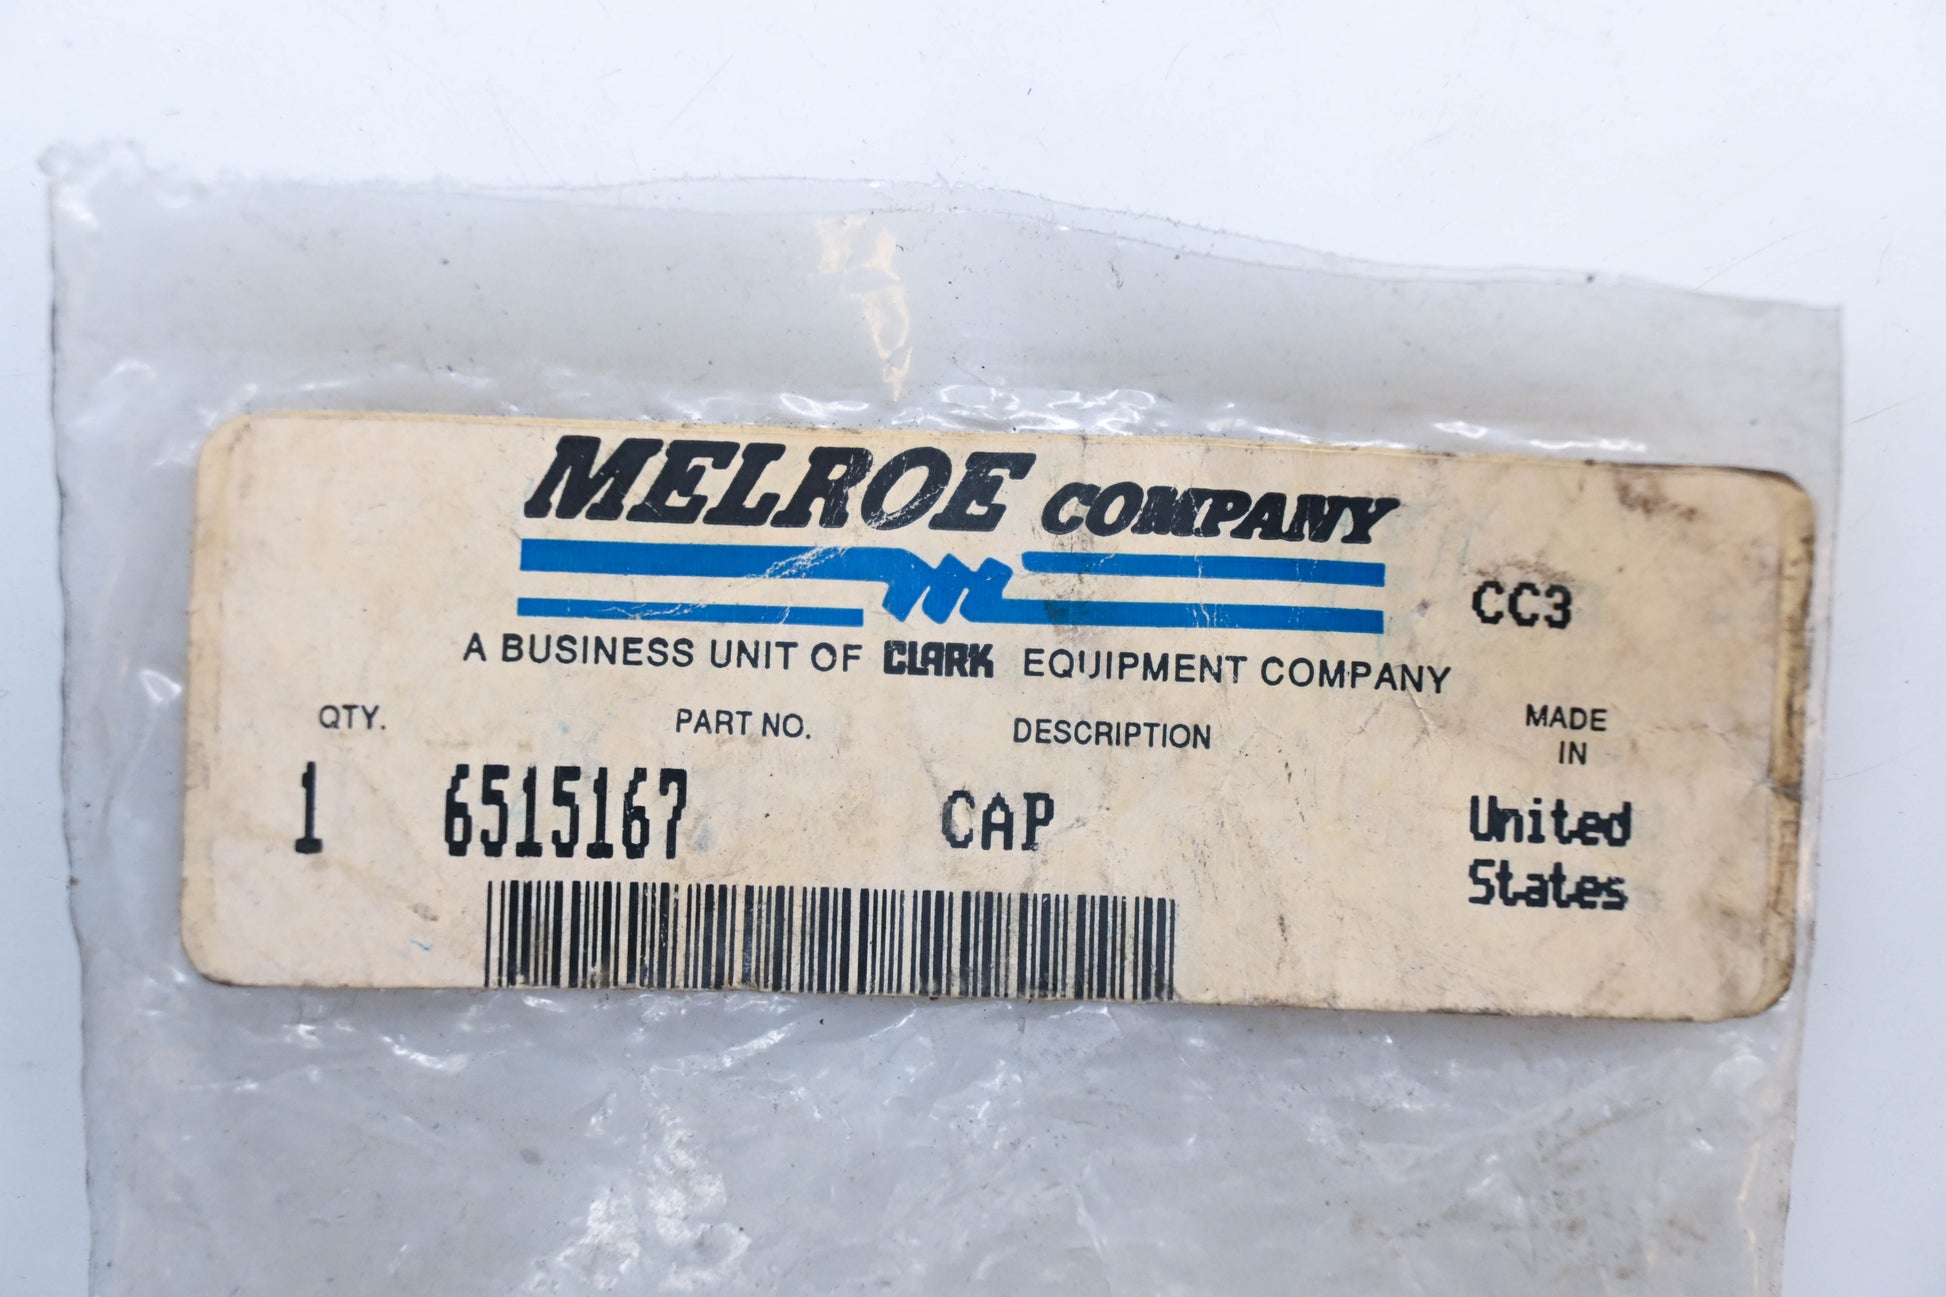 MELROE COMPANY
A BUSINESS UNIT OF CLARK EQUIPMENT COMPANY
CC3
QTY. PART NO. DESCRIPTION MADE IN
1 6515167 CAP United States